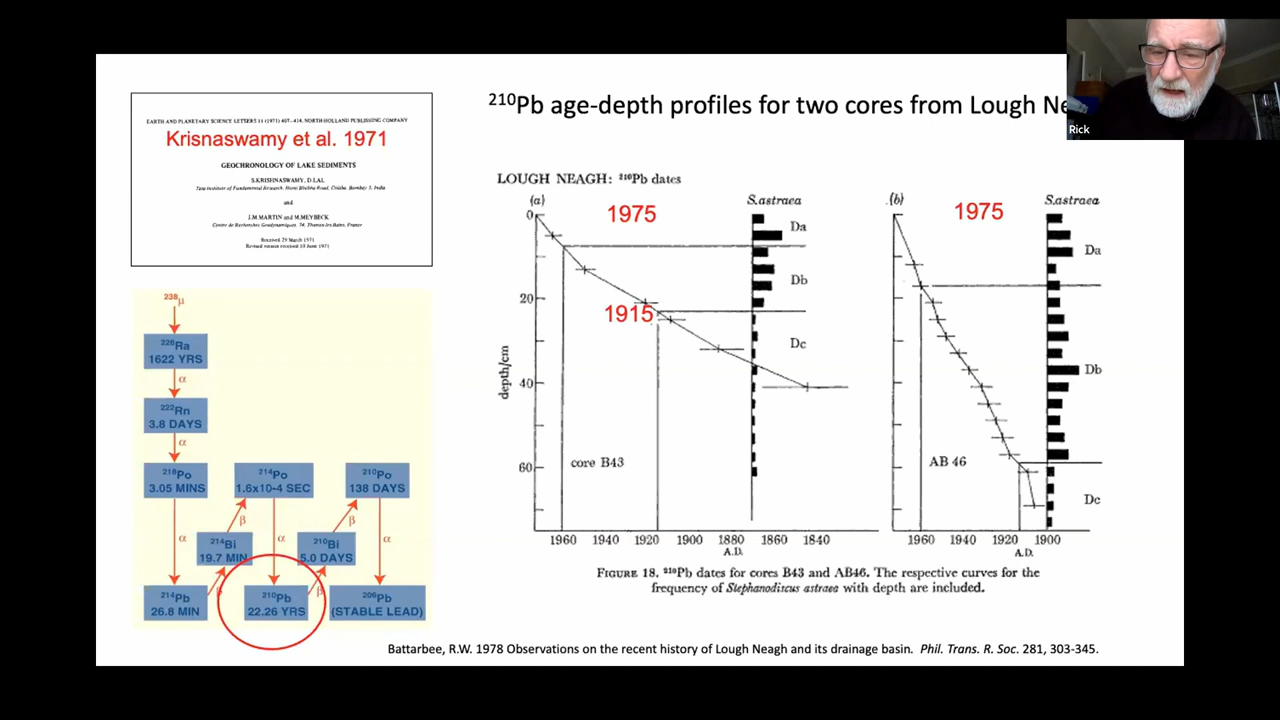 ²¹⁰Pb age-depth profiles for two cores from Lough Ne
Rick
EARTH AND PLANETARY SCIENCE LETTERS 11 (1971) 407-414. NORTH-HOLLAND PUBLISHING COMPANY
Krisnaswamy et al. 1971
GEOCHRONOLOGY OF LAKE SEDIMENTS
S.KRISHNASWAMY, D.LAL
Tata Institute of Fundamental Research, Homi Bhabha Road, Colaba, Bombay 5, India
and
J.M.MARTIN and M.MEYBECK
Centre de Recherches Geodynamiques, 74, Thonon-les-Bains, France
Received 29 March 1971
Revised version received 10 June 1971
²³⁸μ
²²⁶Ra
1622 YRS
α
²²²Rn
3.8 DAYS
α
²¹⁸Po
3.05 MINS
²¹⁴Po
1.6x10-4 SEC
²¹⁰Po
138 DAYS
β
β
α
α
α
²¹⁴Bi
19.7 MIN
²¹⁰Bi
5.0 DAYS
β
β
²¹⁴Pb
26.8 MIN
²¹⁰Pb
22.26 YRS
²⁰⁶Pb
(STABLE LEAD)
LOUGH NEAGH: ²¹⁰Pb dates
(a)
S.astraea
1975
Da
Db
1915
Dc
0
20
40
60
depth/cm
core B43
1960 1940 1920 1900 1880 1860 1840
A.D.
(b)
S.astraea
1975
Da
Db
AB 46
Dc
1960 1940 1920 1900
A.D.
FIGURE 18. ²¹⁰Pb dates for cores B43 and AB46. The respective curves for the
frequency of Stephanodiscus astraea with depth are included.
Battarbee, R.W. 1978 Observations on the recent history of Lough Neagh and its drainage basin. Phil. Trans. R. Soc. 281, 303-345.